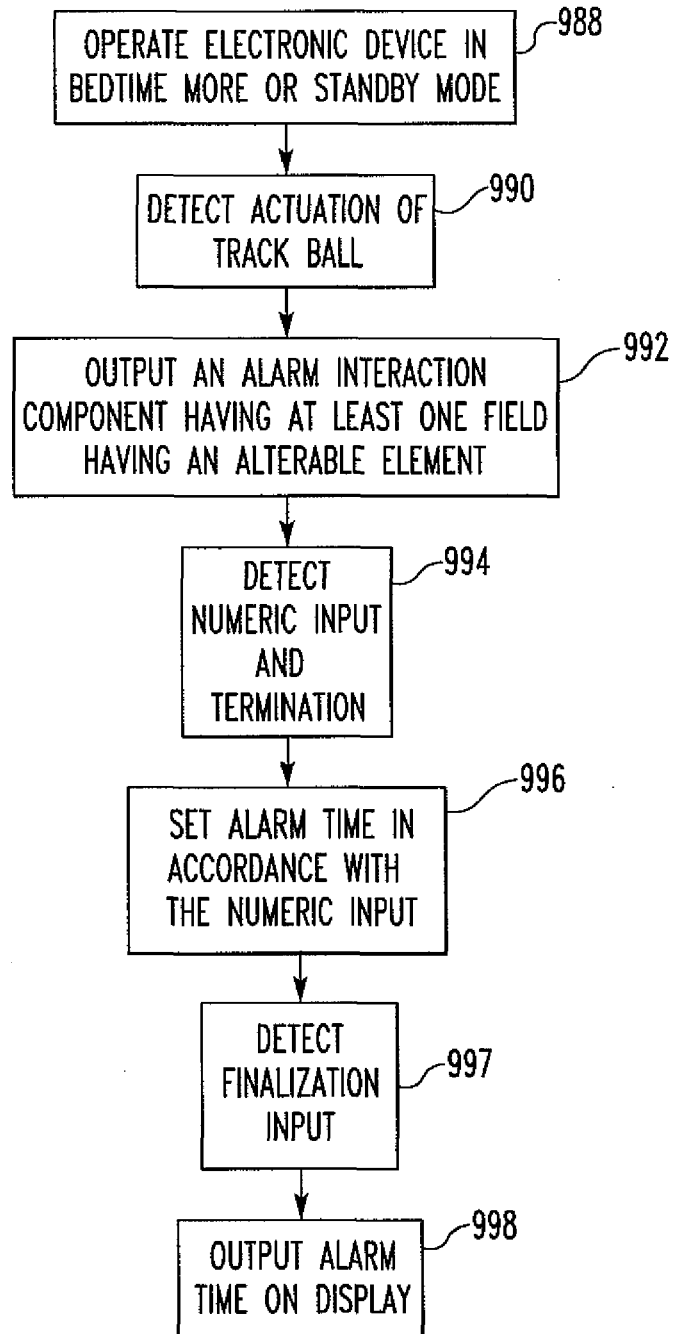 988
OPERATE ELECTRONIC DEVICE IN
BEDTIME MORE OR STANDBY MODE
990
DETECT ACTUATION OF
TRACK BALL
992
OUTPUT AN ALARM INTERACTION
COMPONENT HAVING AT LEAST ONE FIELD
HAVING AN ALTERABLE ELEMENT
994
DETECT
NUMERIC INPUT
AND
TERMINATION
996
SET ALARM TIME IN
ACCORDANCE WITH
THE NUMERIC INPUT
997
DETECT
FINALIZATION
INPUT
998
OUTPUT ALARM
TIME ON DISPLAY